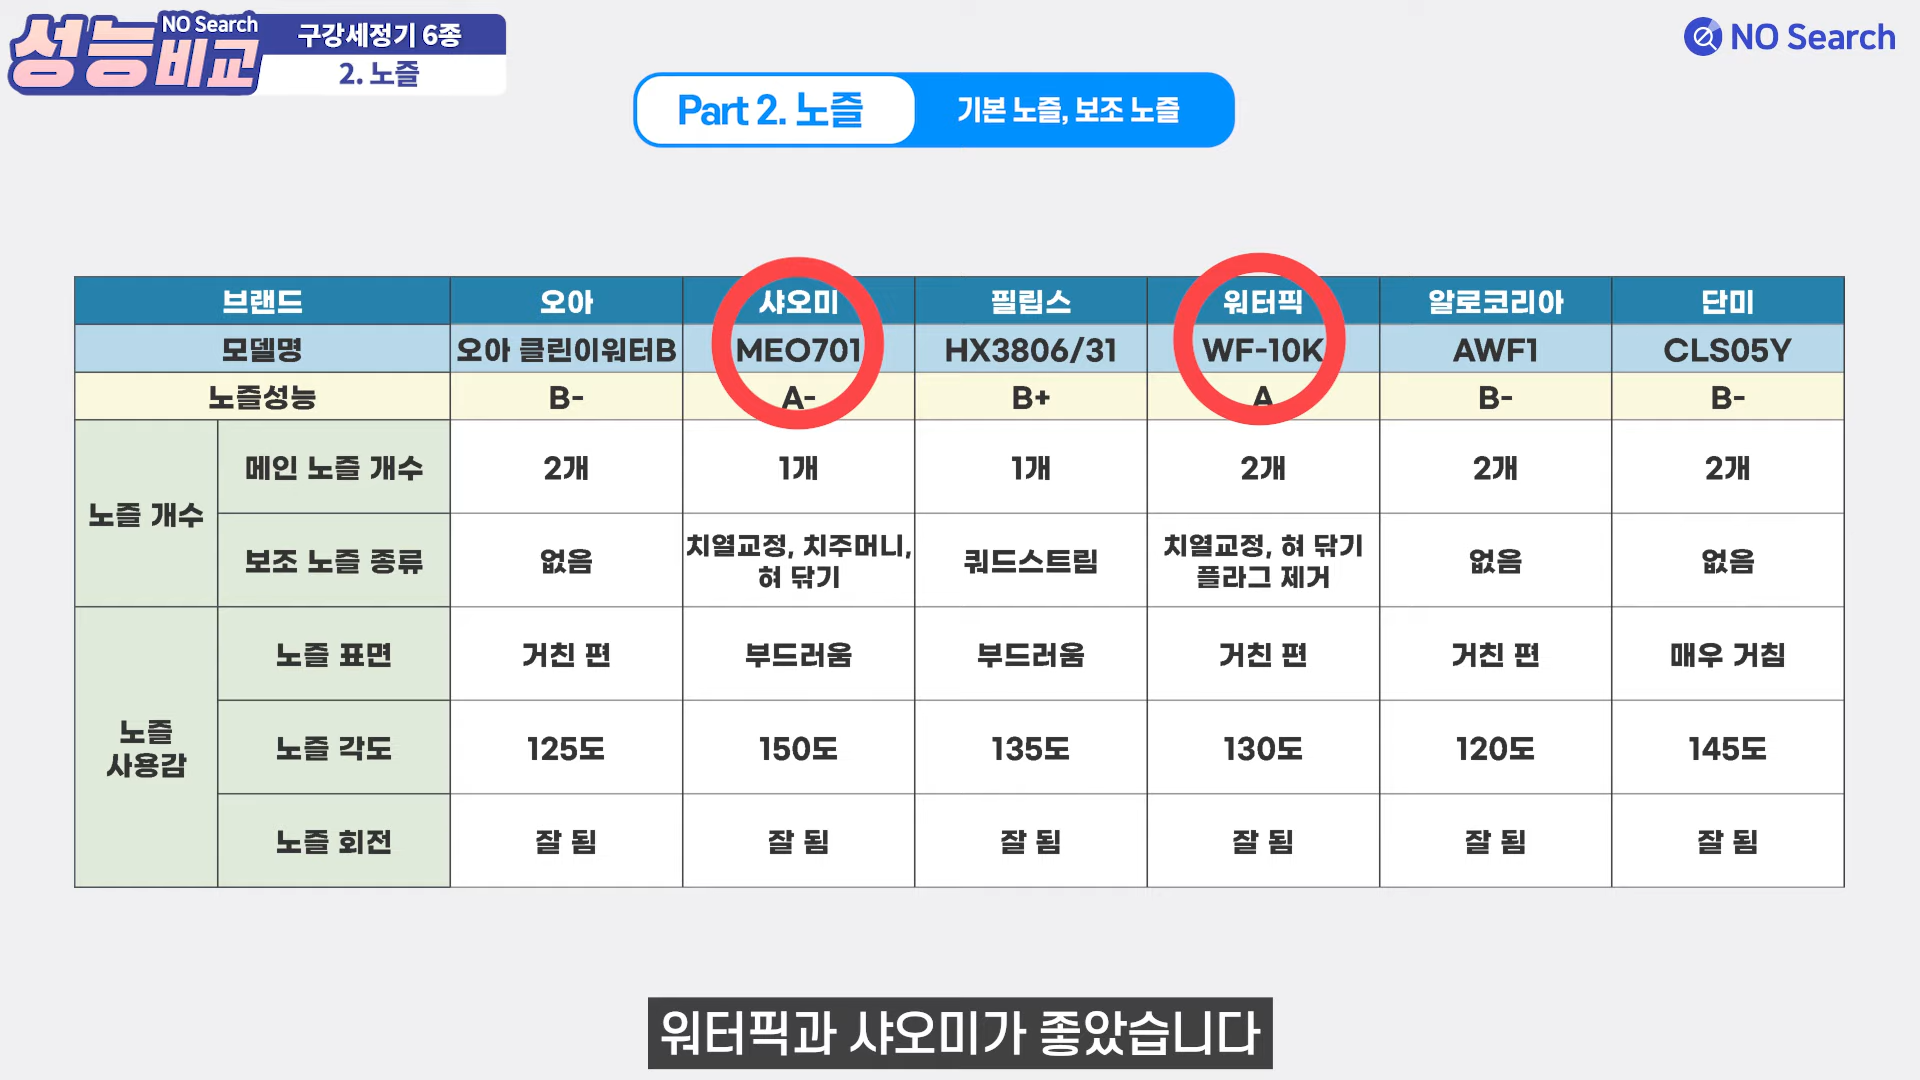 성능비교
NO Search
구강세정기 6종
2. 노즐
NO Search
Part 2. 노즐
기본 노즐, 보조 노즐
브랜드 오아 샤오미 필립스 워터픽 알로코리아 단미
모델명 오아 클린이워터B MEO701 HX3806/31 WF-10K AWF1 CLS05Y
노즐성능 B- A- B+ A B- B-
노즐 개수
메인 노즐 개수 2개 1개 1개 2개 2개 2개
보조 노즐 종류 없음 치열교정, 치주머니,
혀 닦기 쿼드스트림 치열교정, 혀 닦기
플라그 제거 없음 없음
노즐
사용감
노즐 표면 거친 편 부드러움 부드러움 거친 편 거친 편 매우 거침
노즐 각도 125도 150도 135도 130도 120도 145도
노즐 회전 잘 됨 잘 됨 잘 됨 잘 됨 잘 됨 잘 됨
워터픽과 샤오미가 좋았습니다